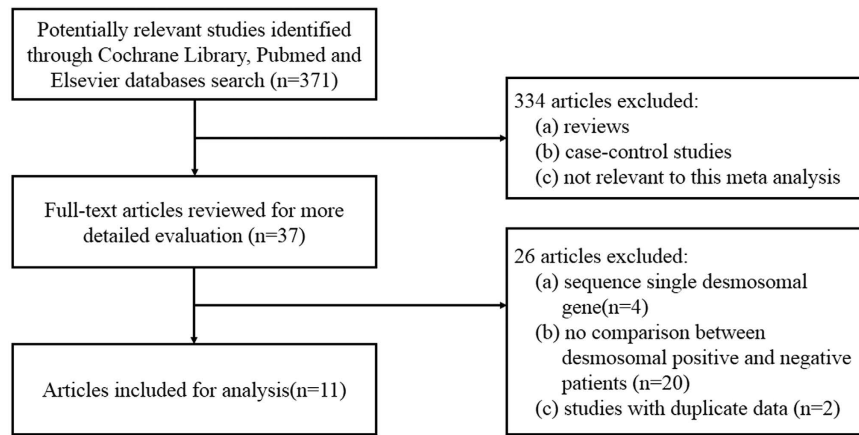 Potentially relevant studies identified
through Cochrane Library, Pubmed and
Elsevier databases search (n=371)
334 articles excluded:
(a) reviews
(b) case-control studies
(c) not relevant to this meta analysis
Full-text articles reviewed for more
detailed evaluation (n=37)
26 articles excluded:
(a) sequence single desmosomal
gene(n=4)
(b) no comparison between
desmosomal positive and negative
patients (n=20)
(c) studies with duplicate data (n=2)
Articles included for analysis(n=11)